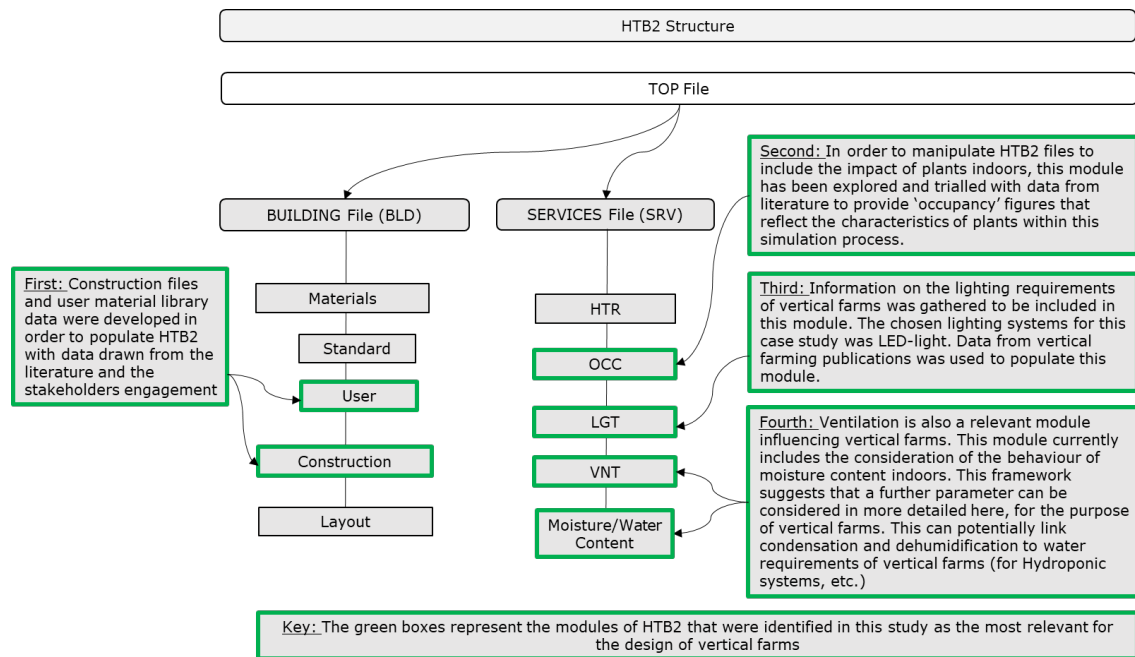 HTB2 Structure
TOP File
Second: In order to manipulate HTB2 files to
include the impact of plants indoors, this module
has been explored and trialled with data from
literature to provide ‘occupancy’ figures that
reflect the characteristics of plants within this
simulation process.
BUILDING File (BLD)
SERVICES File (SRV)
First: Construction files
and user material library
data were developed in
order to populate HTB2
with data drawn from the
literature and the
stakeholders engagement
Materials
Standard
User
Construction
Layout
HTR
OCC
LGT
VNT
Moisture/Water
Content
Third: Information on the lighting requirements
of vertical farms was gathered to be included in
this module. The chosen lighting systems for this
case study was LED-light. Data from vertical
farming publications was used to populate this
module.
Fourth: Ventilation is also a relevant module
influencing vertical farms. This module currently
includes the consideration of the behaviour of
moisture content indoors. This framework
suggests that a further parameter can be
considered in more detailed here, for the purpose
of vertical farms. This can potentially link
condensation and dehumidification to water
requirements of vertical farms (for Hydroponic
systems, etc.)
Key: The green boxes represent the modules of HTB2 that were identified in this study as the most relevant for
the design of vertical farms